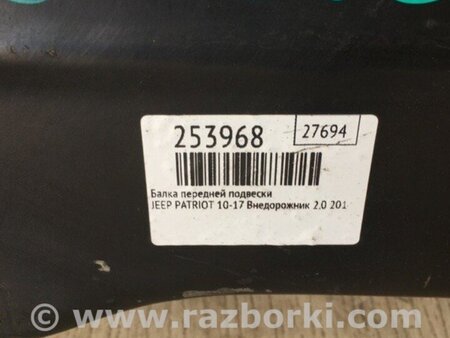 253968
27694
Балка передней подвески
JEEP PATRIOT 10-17 Внедорожник 2,0 201
© www.razborki.com